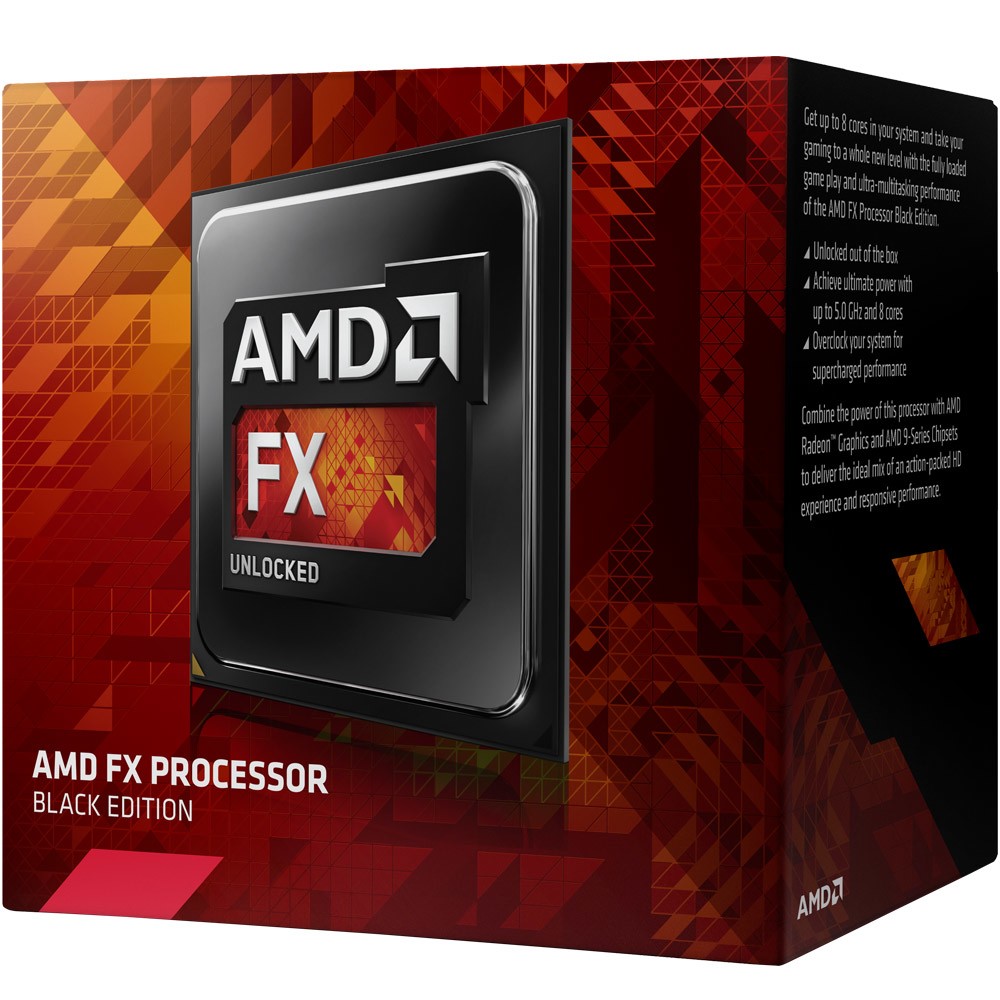 AMD
FX
UNLOCKED
AMD FX PROCESSOR
BLACK EDITION
Get up to 8 cores in your system and take your
gaming to a whole new level with the fully loaded
game play and ultra-multitasking performance
of the AMD FX Processor Black Edition.
Unlocked out of the box
Achieve ultimate power with
up to 5.0 GHz and 8 cores
Overclock your system for
supercharged performance
Combine the power of this processor with AMD
Radeon™ Graphics and AMD 9-Series Chipsets
to deliver the ideal mix of an action-packed HD
experience and responsive performance.
AMD